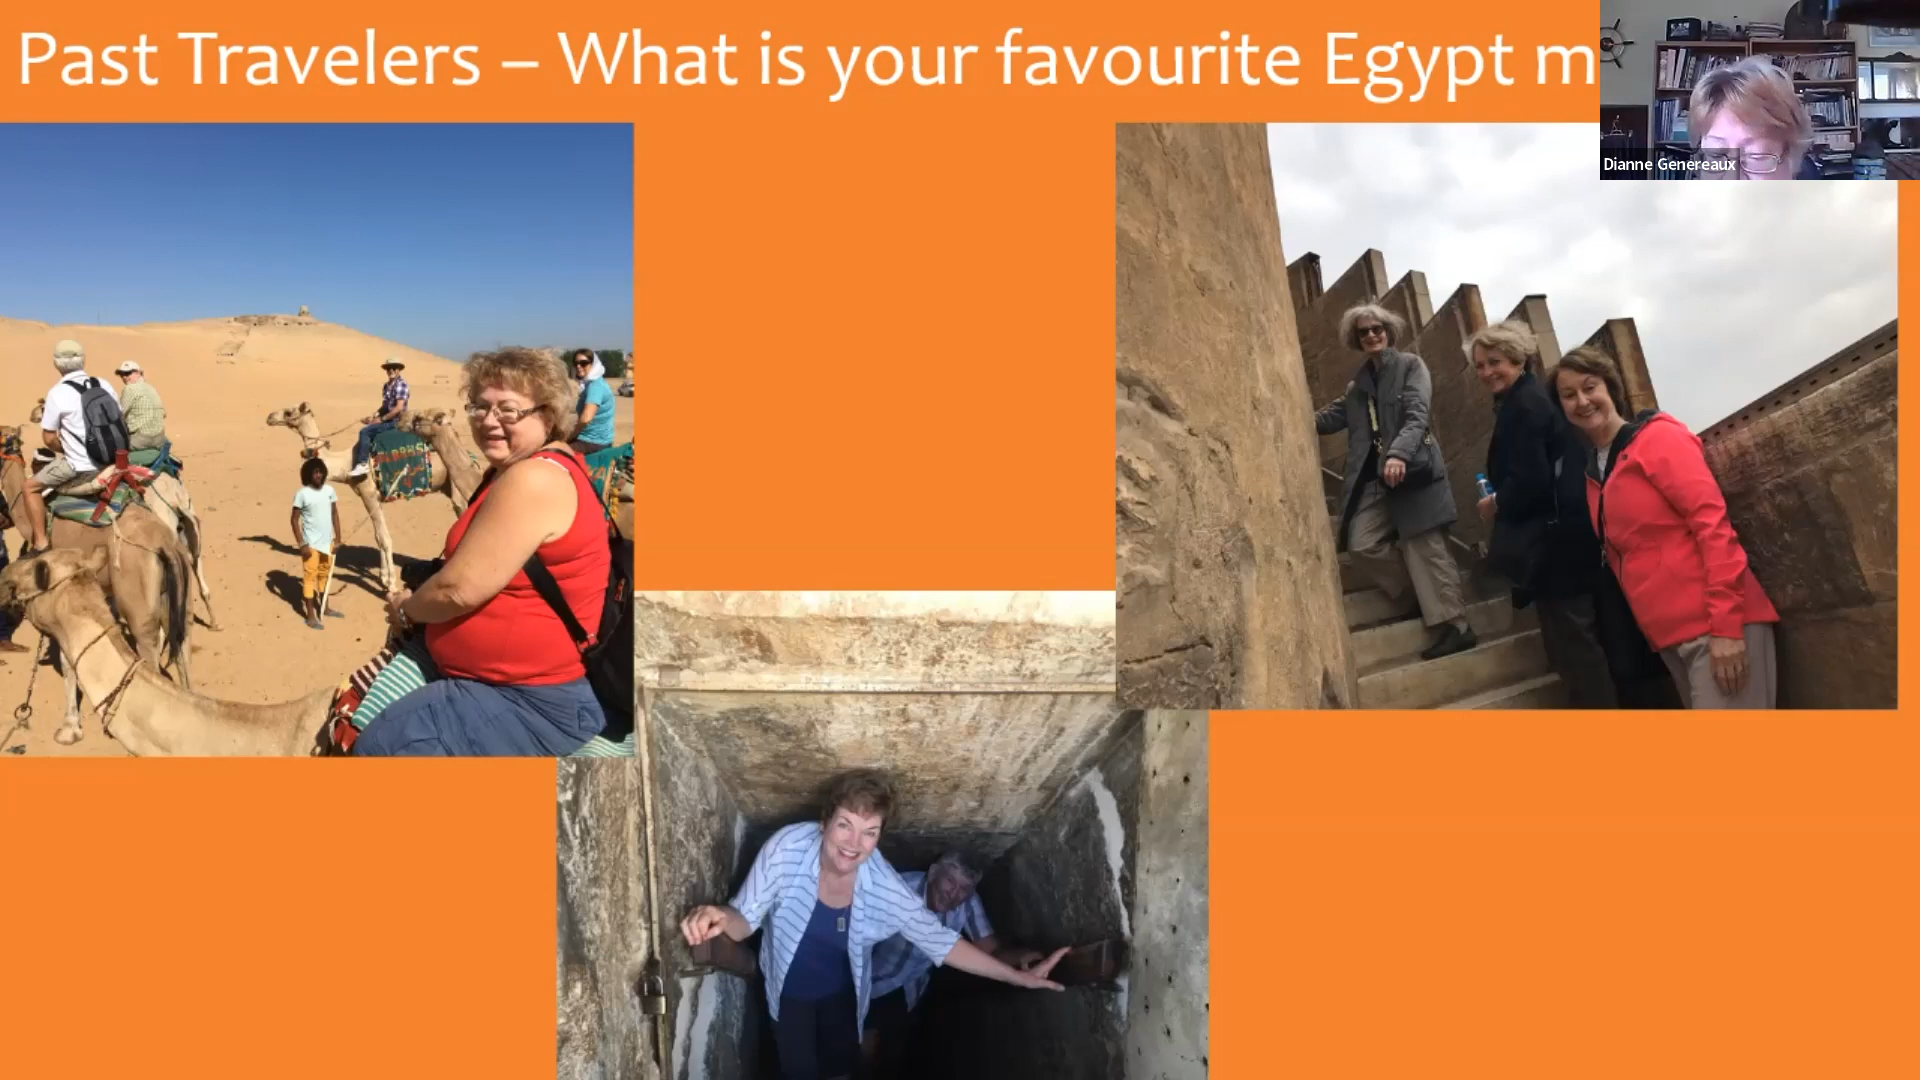 Past Travelers – What is your favourite Egypt m
Dianne Genereaux